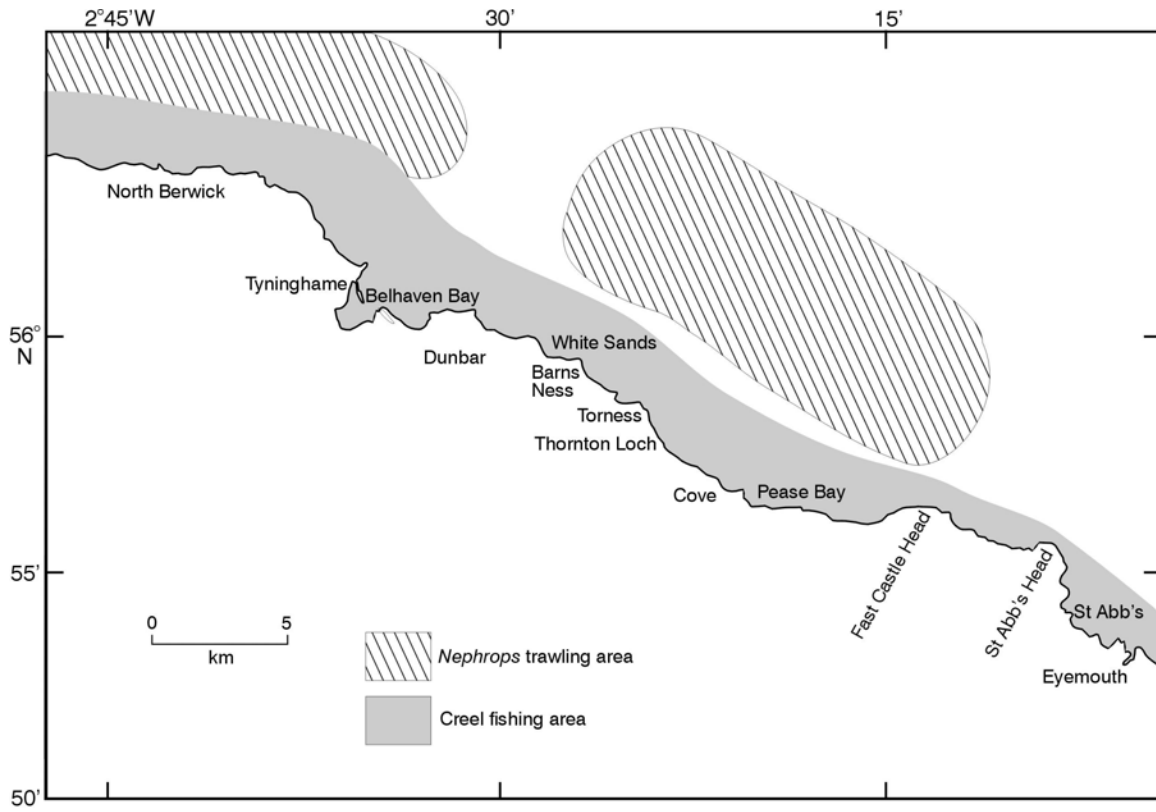 2°45'W
30'
15'
North Berwick
Tyninghame
Belhaven Bay
56°
N
White Sands
Dunbar
Barns
Ness
Torness
Thornton Loch
Cove
Pease Bay
Fast Castle Head
St Abb's Head
55'
St Abb's
Eyemouth
0
5
km
Nephrops trawling area
Creel fishing area
50'